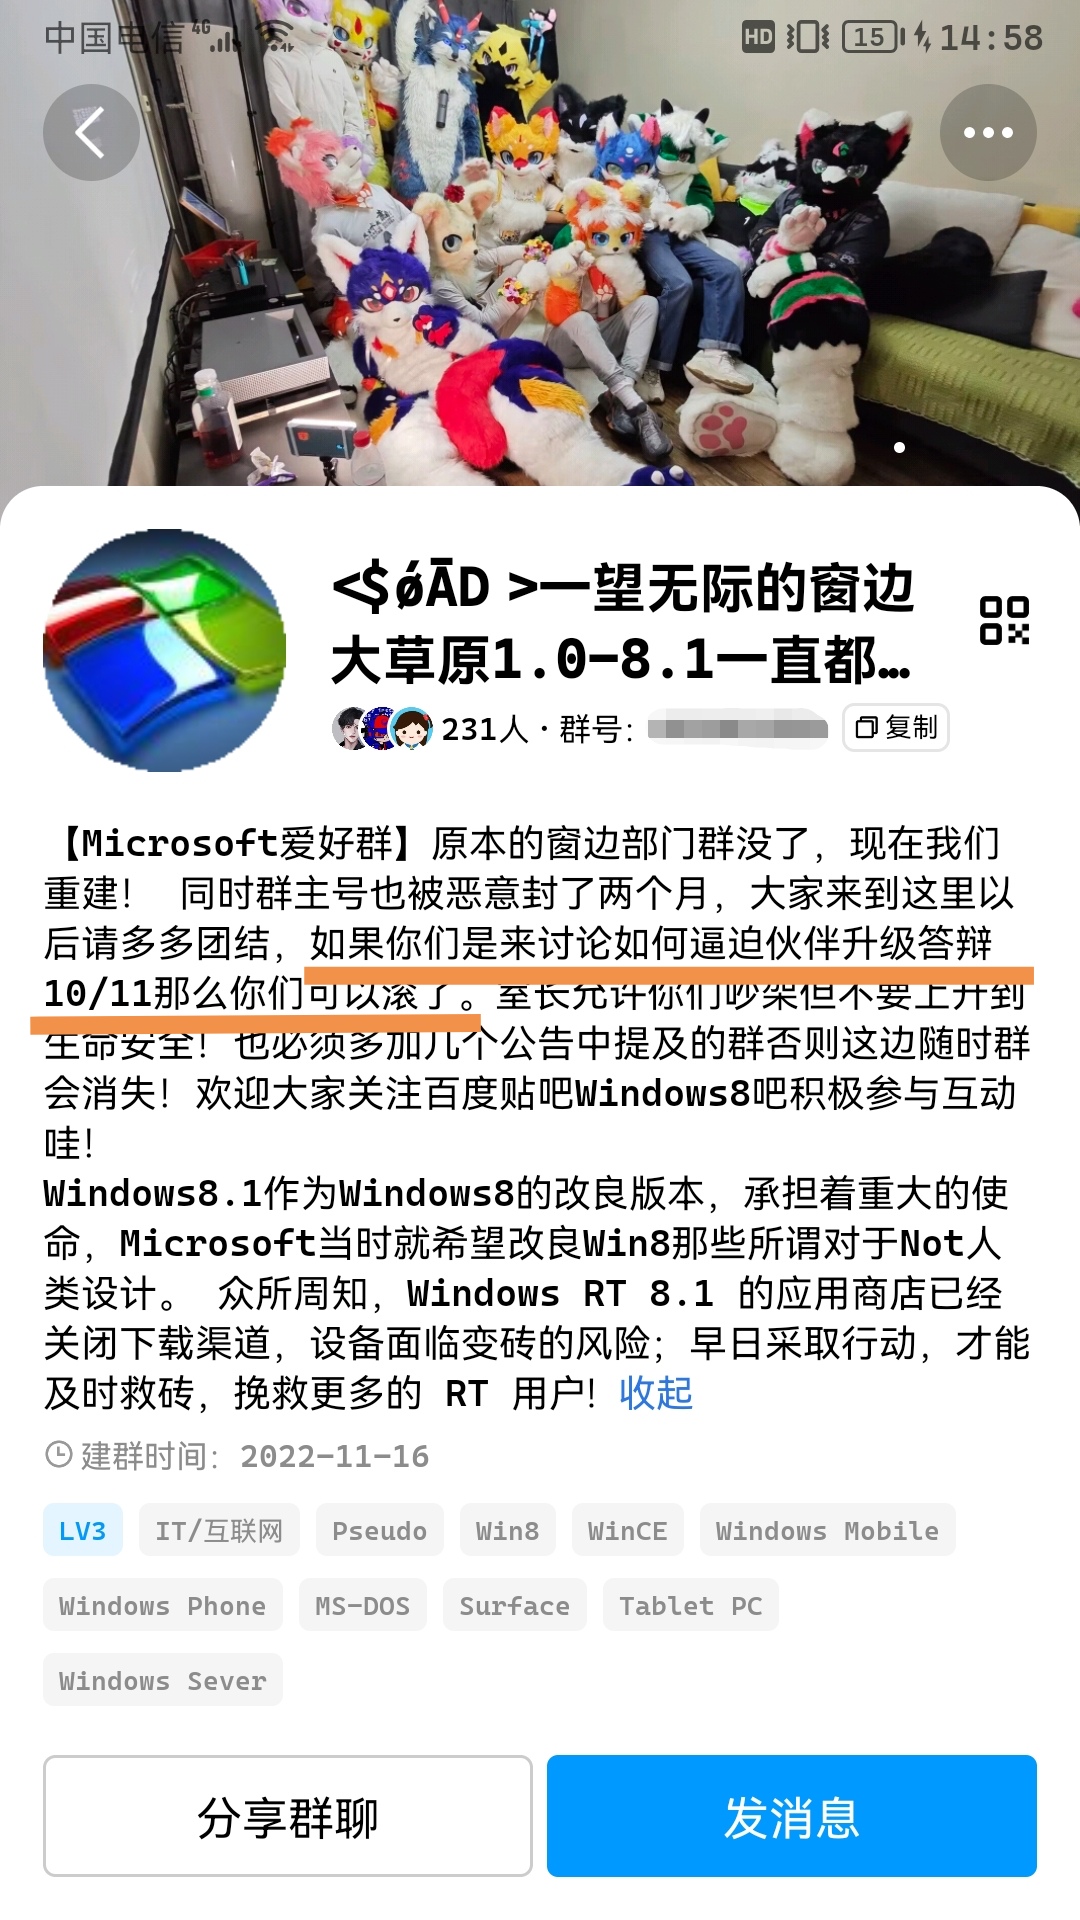 中国电信 4G HD 15 14:58
<$ǿĀD >一望无际的窗边
大草原1.0-8.1一直都…
231人·群号: 复制
【Microsoft爱好群】原本的窗边部门群没了，现在我们
重建！ 同时群主号也被恶意封了两个月，大家来到这里以
后请多多团结，如果你们是来讨论如何逼迫伙伴升级答辩
10/11那么你们可以滚了。室长允许你们吵架但不要上升到
生命安全！也必须多加几个公告中提及的群否则这边随时群
会消失！欢迎大家关注百度贴吧Windows8吧积极参与互动
哇！
Windows8.1作为Windows8的改良版本，承担着重大的使
命，Microsoft当时就希望改良Win8那些所谓对于Not人
类设计。 众所周知，Windows RT 8.1 的应用商店已经
关闭下载渠道，设备面临变砖的风险；早日采取行动，才能
及时救砖，挽救更多的 RT 用户！收起
建群时间：2022-11-16
LV3 IT/互联网 Pseudo Win8 WinCE Windows Mobile
Windows Phone MS-DOS Surface Tablet PC
Windows Sever
分享群聊 发消息